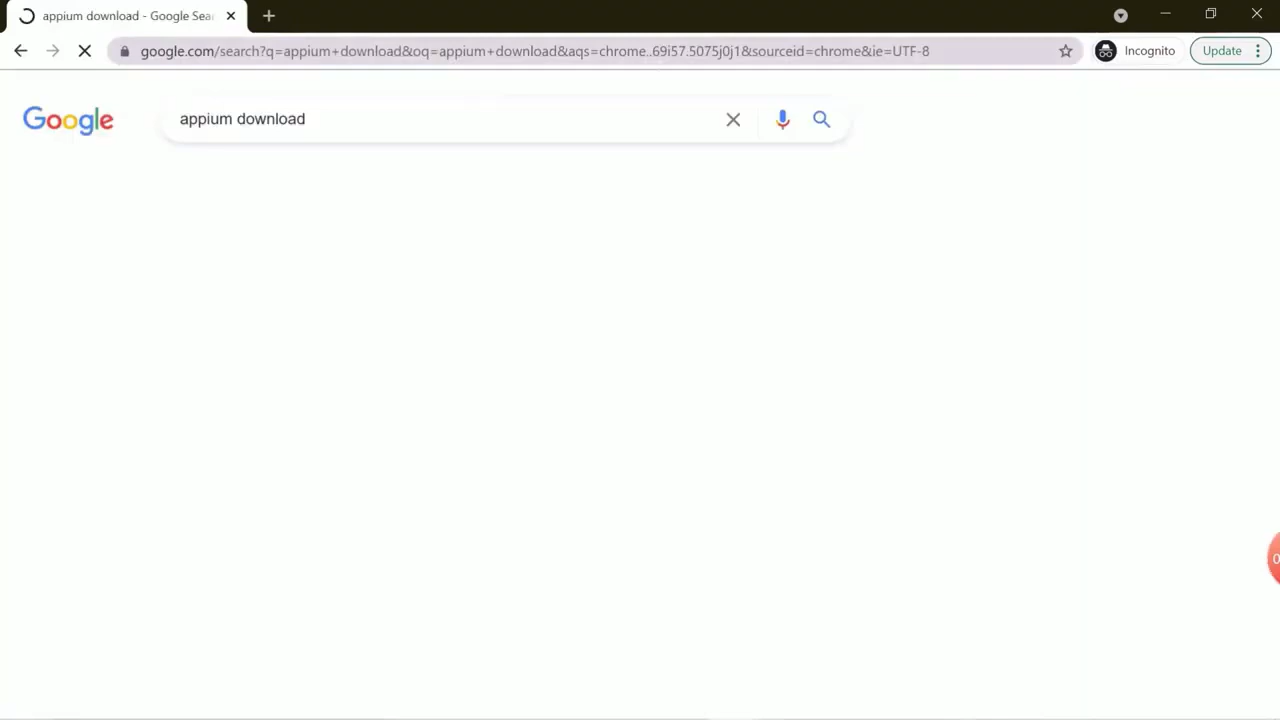 appium download - Google Sea
google.com/search?q=appium+download&oq=appium+download&aqs=chrome..69i57.5075j0j1&sourceid=chrome&ie=UTF-8
Incognito
Update
Google
appium download
0